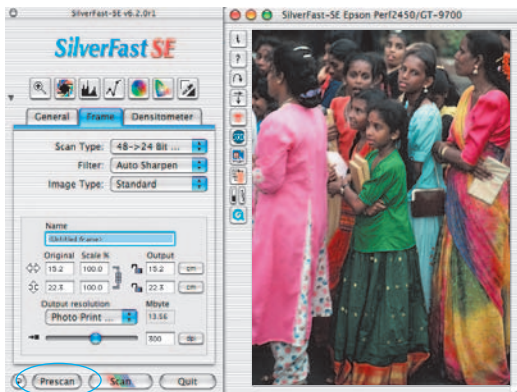 SilverFast-SE v6.2.0r1
SilverFast SE
General Frame Densitometer
Scan Type: 48->24 Bit ...
Filter: Auto Sharpen
Image Type: Standard
Name
<Untitled frame>
Original Scale % Output
15.2 100.0 15.2 cm
22.3 100.0 22.3 cm
Output resolution Mbyte
Photo Print ... 13.56
300 dpi
Prescan Scan Quit
SilverFast-SE Epson Perf2450/GT-9700
i
?